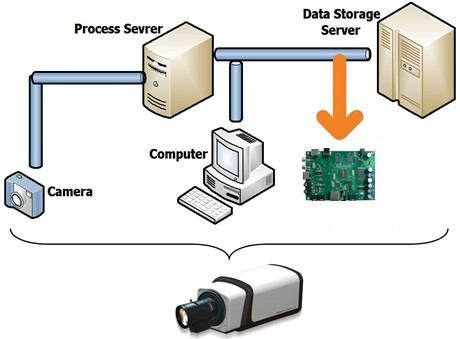 Process Sevrer
Data Storage
Server
Computer
Camera